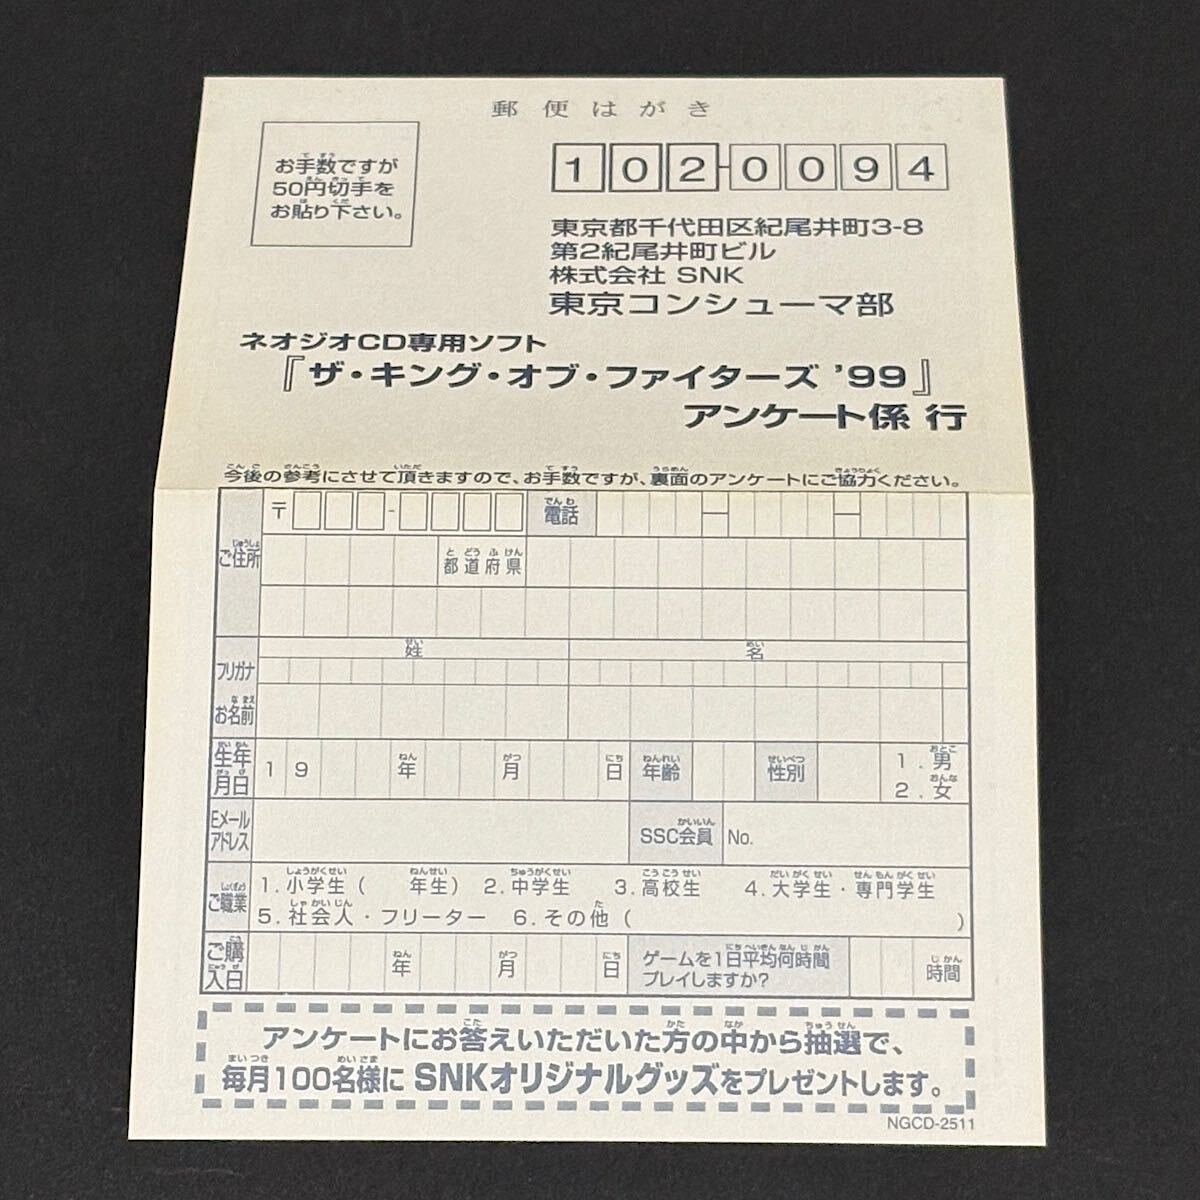 郵便はがき
お手数ですが
50円切手を
お貼り下さい。
102-0094
東京都千代田区紀尾井町3-8
第2紀尾井町ビル
株式会社 SNK
東京コンシューマ部
ネオジオCD専用ソフト
『ザ・キング・オブ・ファイターズ '99』
アンケート係 行
今後の参考にさせて頂きますので、お手数ですが、裏面のアンケートにご協力ください。
ご住所 〒 - 電話 — —
都道府県
姓 名
フリガナ
お名前
生年月日 19 年 月 日 年齢 性別 1.男 2.女
Eメールアドレス SSC会員 No.
ご職業 1.小学生( 年生) 2.中学生 3.高校生 4.大学生・専門学生
5.社会人・フリーター 6.その他( )
ご購入日 年 月 日 ゲームを1日平均何時間プレイしますか? 時間
アンケートにお答えいただいた方の中から抽選で、
毎月100名様に SNKオリジナルグッズをプレゼントします。
NGCD-2511